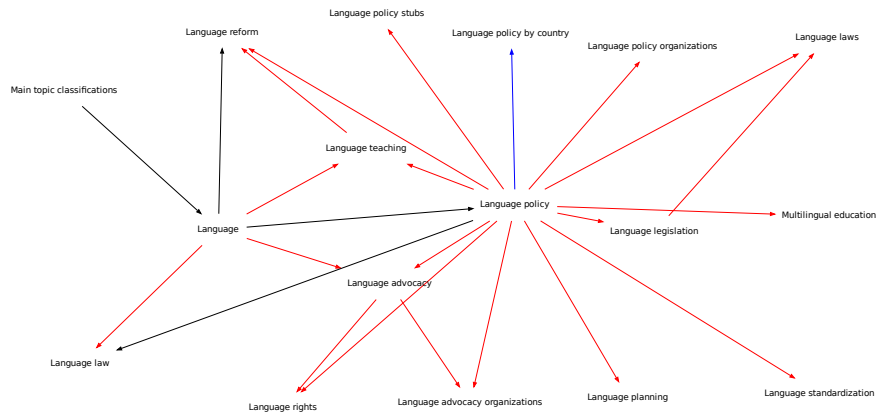 Language policy stubs
Language reform
Language policy by country
Language laws
Language policy organizations
Main topic classifications
Language teaching
Language policy
Multilingual education
Language
Language legislation
Language advocacy
Language law
Language standardization
Language planning
Language advocacy organizations
Language rights